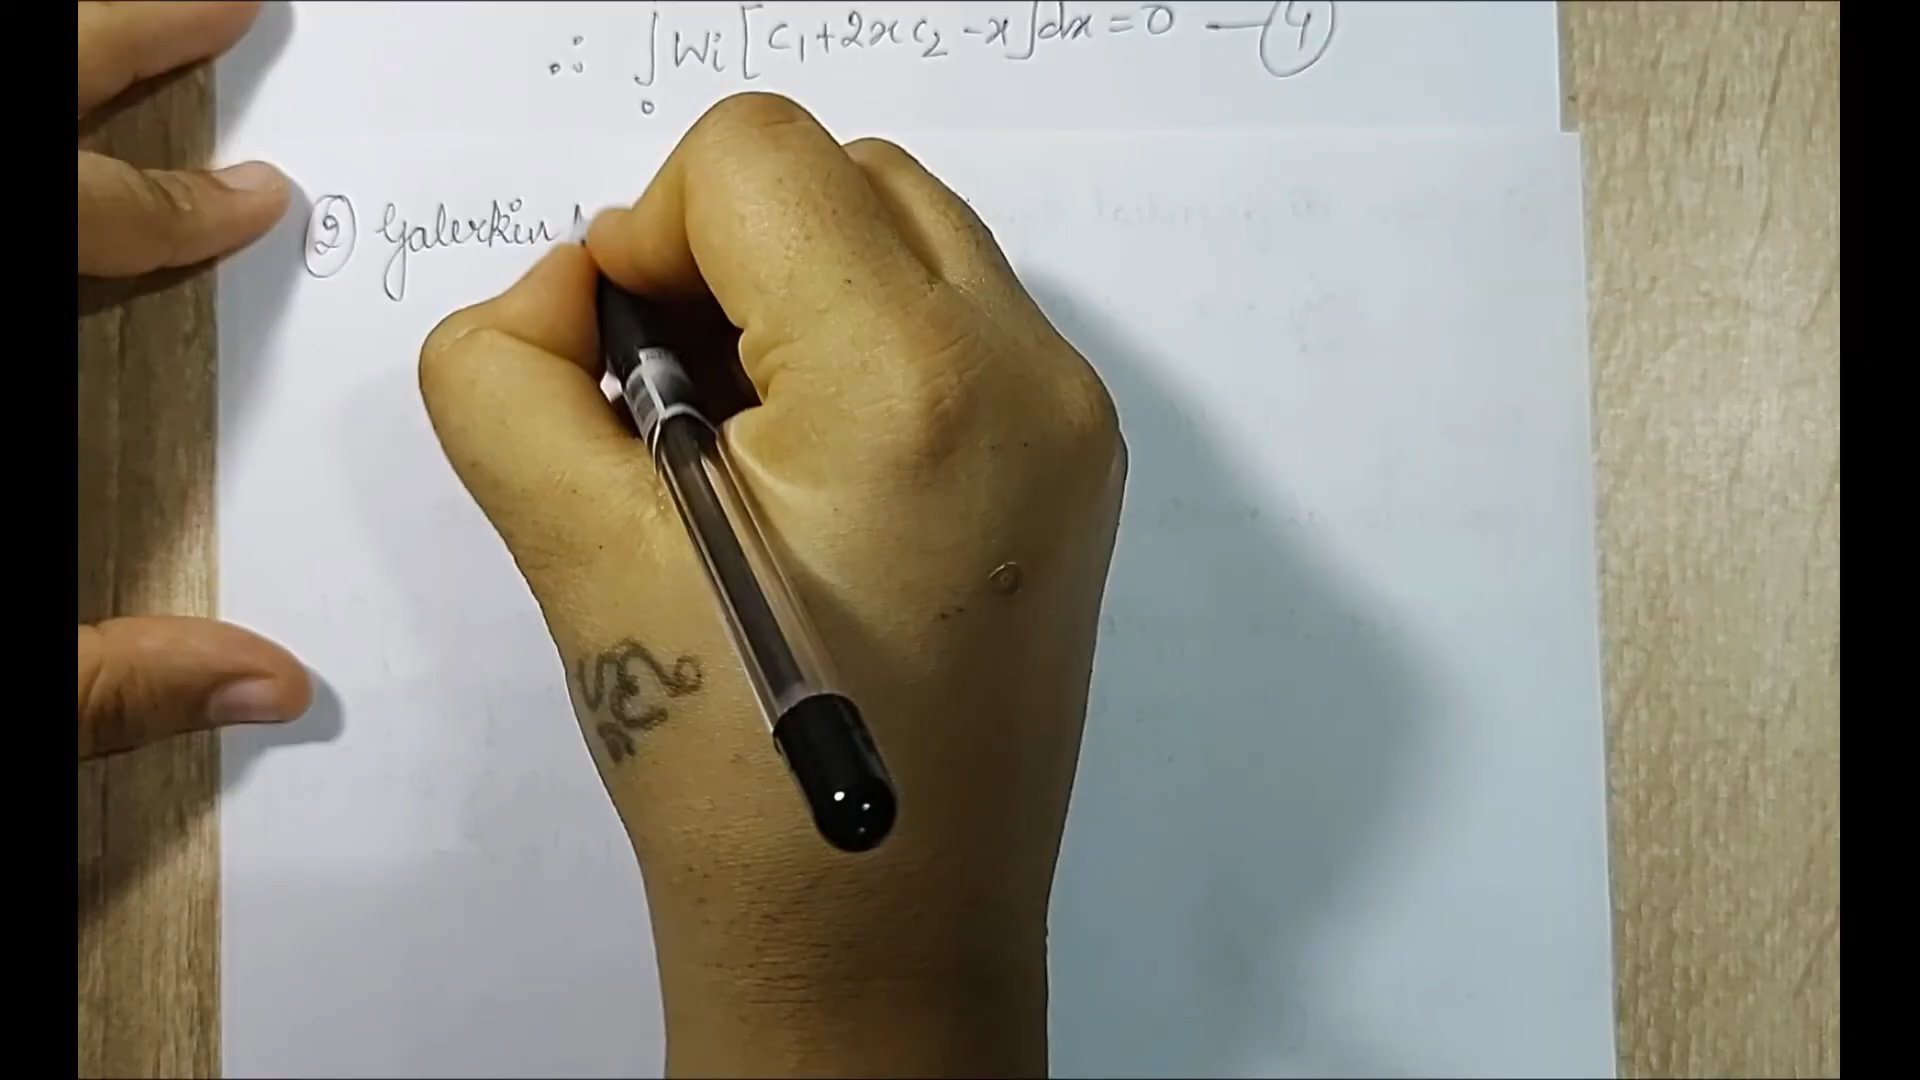 ∴ ∫₀ Wi [C₁+2xC₂-x]dx = 0 — (4)
(2) Galerkin